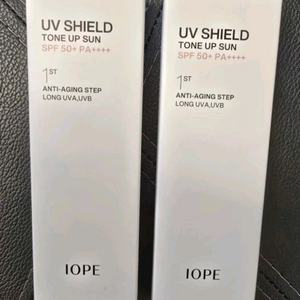 UV SHIELD
TONE UP SUN
SPF 50+ PA++++
1ST
ANTI-AGING STEP
LONG UVA,UVB
IOPE
UV SHIELD
TONE UP SUN
SPF 50+ PA++++
1ST
ANTI-AGING STEP
LONG UVA,UVB
IOPE